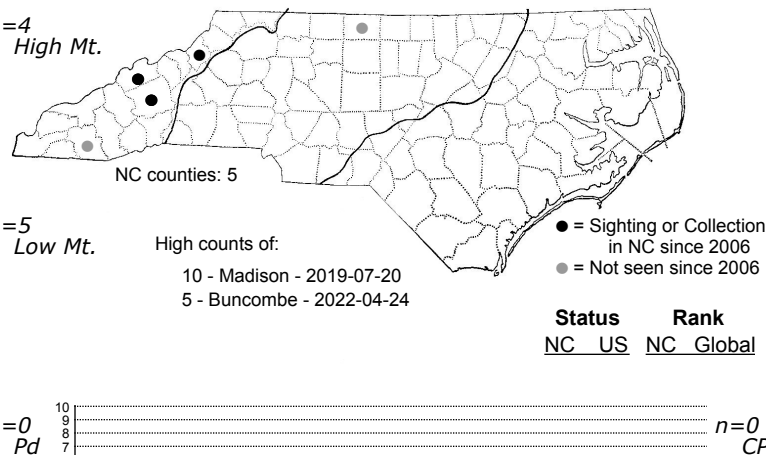 =4
High Mt.
NC counties: 5
=5
Low Mt.
High counts of:
10 - Madison - 2019-07-20
5 - Buncombe - 2022-04-24
● = Sighting or Collection
in NC since 2006
● = Not seen since 2006
Status Rank
NC US NC Global
=0
Pd
10
9
8
7
n=0
CP